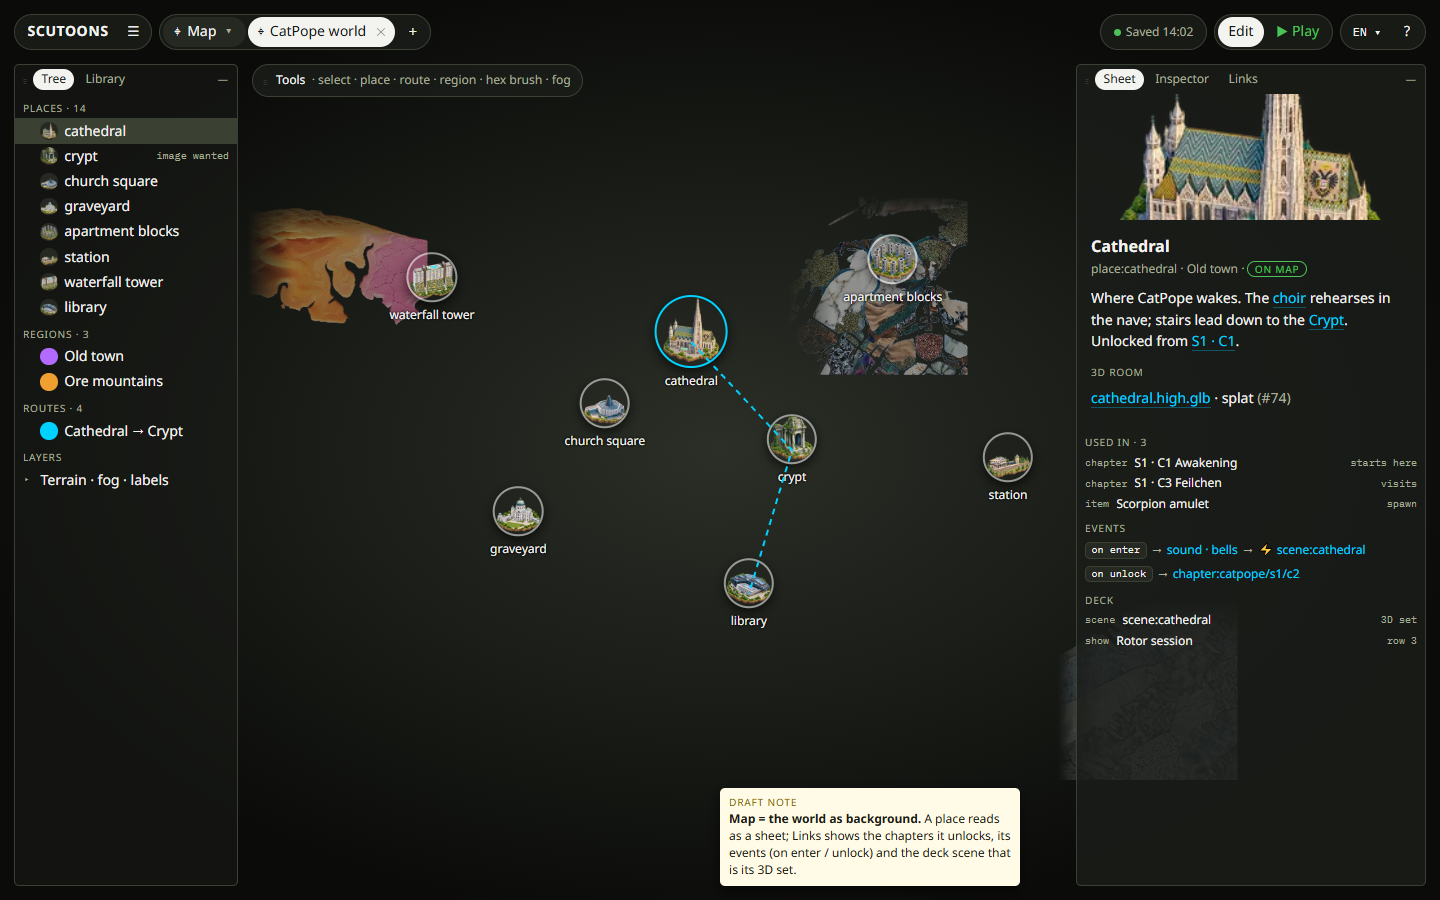 SCUTOONS ☰
Map ▾
CatPope world ×
+
Saved 14:02
Edit
▶ Play
EN ▾
?
Tree
Library
PLACES · 14
cathedral
crypt image wanted
church square
graveyard
apartment blocks
station
waterfall tower
library
REGIONS · 3
Old town
Ore mountains
ROUTES · 4
Cathedral → Crypt
LAYERS
Terrain · fog · labels
Tools · select · place · route · region · hex brush · fog
waterfall tower
apartment blocks
cathedral
church square
crypt
station
graveyard
library
DRAFT NOTE
Map = the world as background. A place reads
as a sheet; Links shows the chapters it unlocks, its
events (on enter / unlock) and the deck scene that
is its 3D set.
Sheet
Inspector
Links
Cathedral
place:cathedral · Old town · ON MAP
Where CatPope wakes. The choir rehearses in
the nave; stairs lead down to the Crypt.
Unlocked from S1 · C1.
3D ROOM
cathedral.high.glb · splat (#74)
USED IN · 3
chapter S1 · C1 Awakening starts here
chapter S1 · C3 Feilchen visits
item Scorpion amulet spawn
EVENTS
on enter → sound · bells → ⚡ scene:cathedral
on unlock → chapter:catpope/s1/c2
DECK
scene scene:cathedral 3D set
show Rotor session row 3